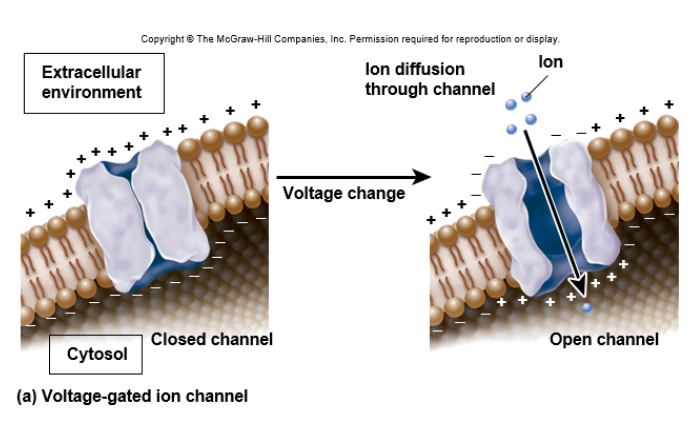 Copyright © The McGraw-Hill Companies, Inc. Permission required for reproduction or display.
Extracellular
environment
Ion diffusion
through channel
Ion
Voltage change
Closed channel
Open channel
Cytosol
(a) Voltage-gated ion channel